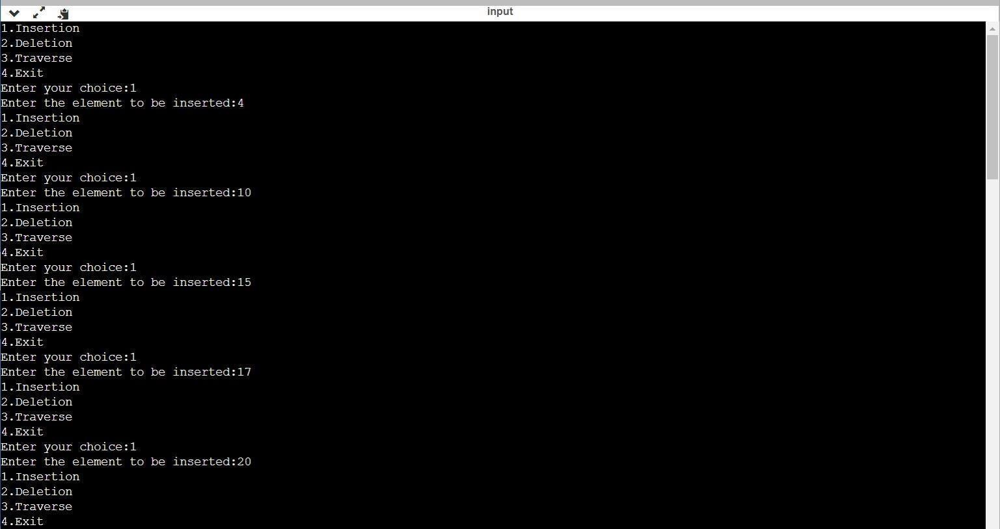 input
1.Insertion
2.Deletion
3.Traverse
4.Exit
Enter your choice:1
Enter the element to be inserted:4
1.Insertion
2.Deletion
3.Traverse
4.Exit
Enter your choice:1
Enter the element to be inserted:10
1.Insertion
2.Deletion
3.Traverse
4.Exit
Enter your choice:1
Enter the element to be inserted:15
1.Insertion
2.Deletion
3.Traverse
4.Exit
Enter your choice:1
Enter the element to be inserted:17
1.Insertion
2.Deletion
3.Traverse
4.Exit
Enter your choice:1
Enter the element to be inserted:20
1.Insertion
2.Deletion
3.Traverse
4.Exit